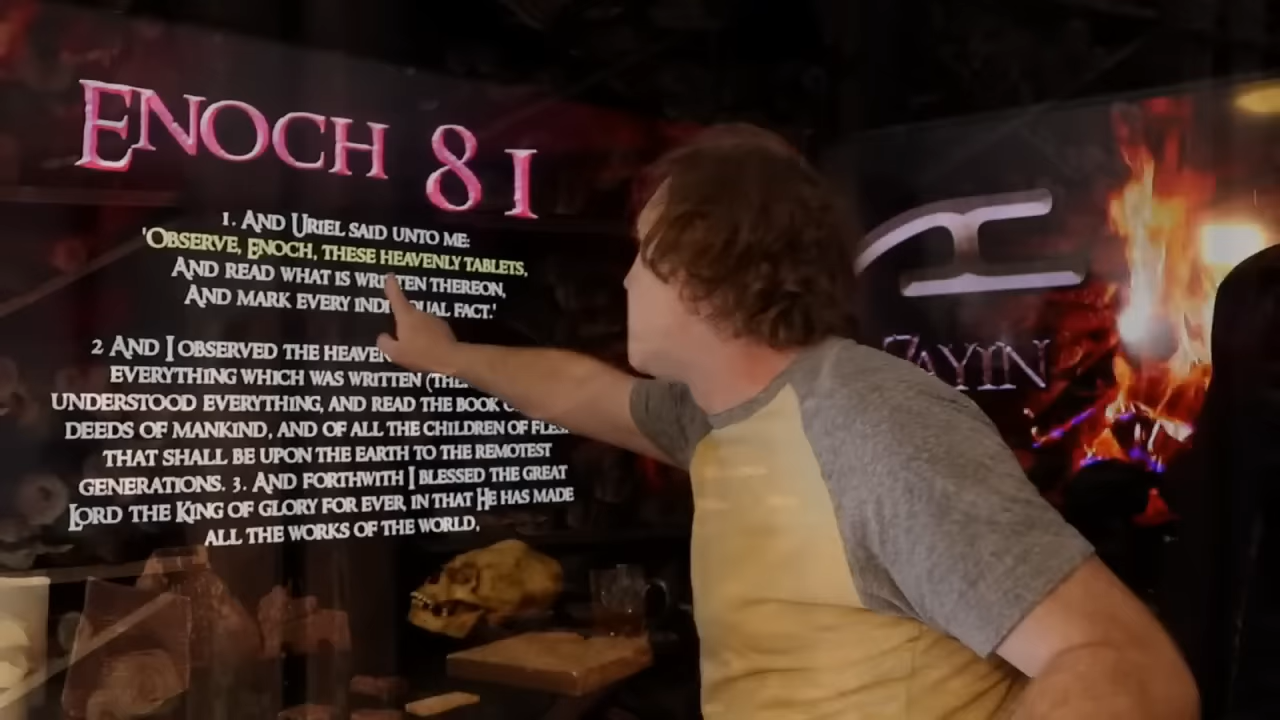 ENOCH 81
1. AND URIEL SAID UNTO ME:
'OBSERVE, ENOCH, THESE HEAVENLY TABLETS,
AND READ WHAT IS WRITTEN THEREON,
AND MARK EVERY INDIVIDUAL FACT.'
2 AND I OBSERVED THE
EVERYTHING WHICH WAS WRITTEN
UNDERSTOOD EVERYTHING, AND READ THE BOOK
DEEDS OF MANKIND, AND OF ALL THE CHILDREN OF
THAT SHALL BE UPON THE EARTH TO THE REMOTEST
GENERATIONS. 3. AND FORTHWITH I BLESSED THE GREAT
LORD THE KING OF GLORY FOR EVER, IN THAT HE HAS MADE
ALL THE WORKS OF THE WORLD,
ZAYIN